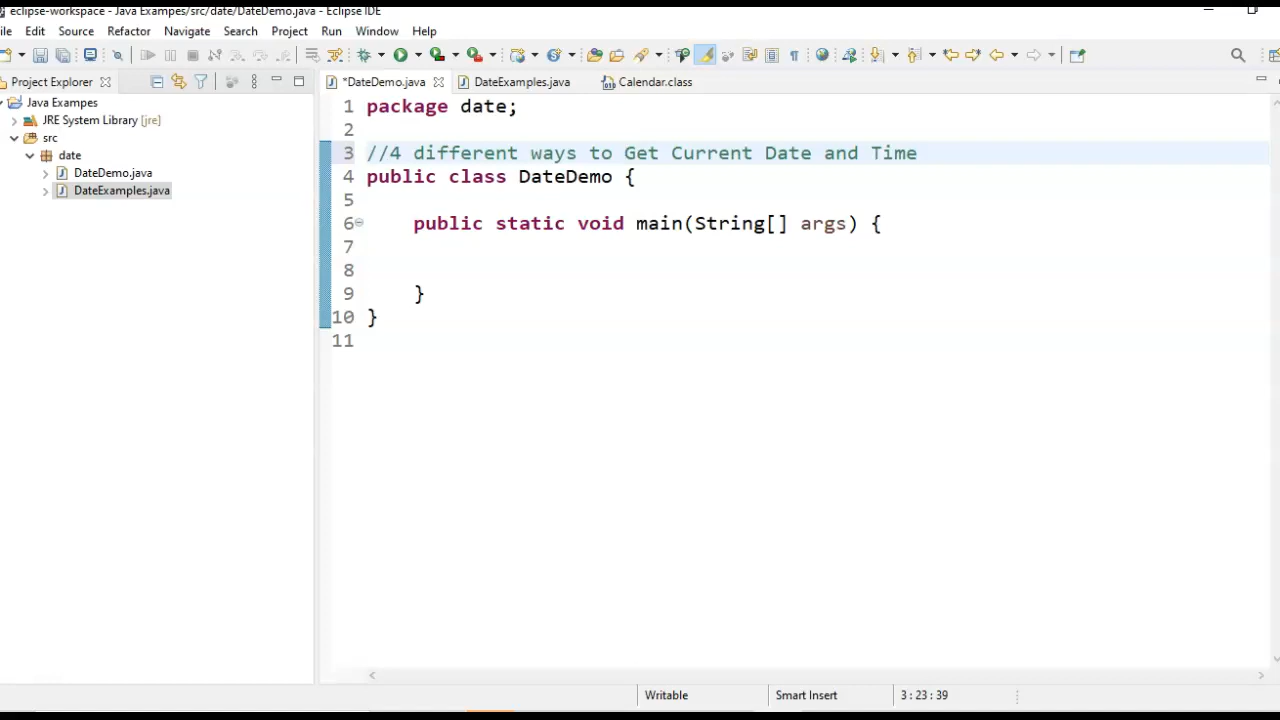 eclipse-workspace - Java Exampes/src/date/DateDemo.java - Eclipse IDE
ile Edit Source Refactor Navigate Search Project Run Window Help
Project Explorer
*DateDemo.java DateExamples.java Calendar.class
Java Exampes
JRE System Library [jre]
src
date
DateDemo.java
DateExamples.java
1 package date;
2
3 //4 different ways to Get Current Date and Time
4 public class DateDemo {
5
6 public static void main(String[] args) {
7
8
9 }
10 }
11
Writable Smart Insert 3 : 23 : 39